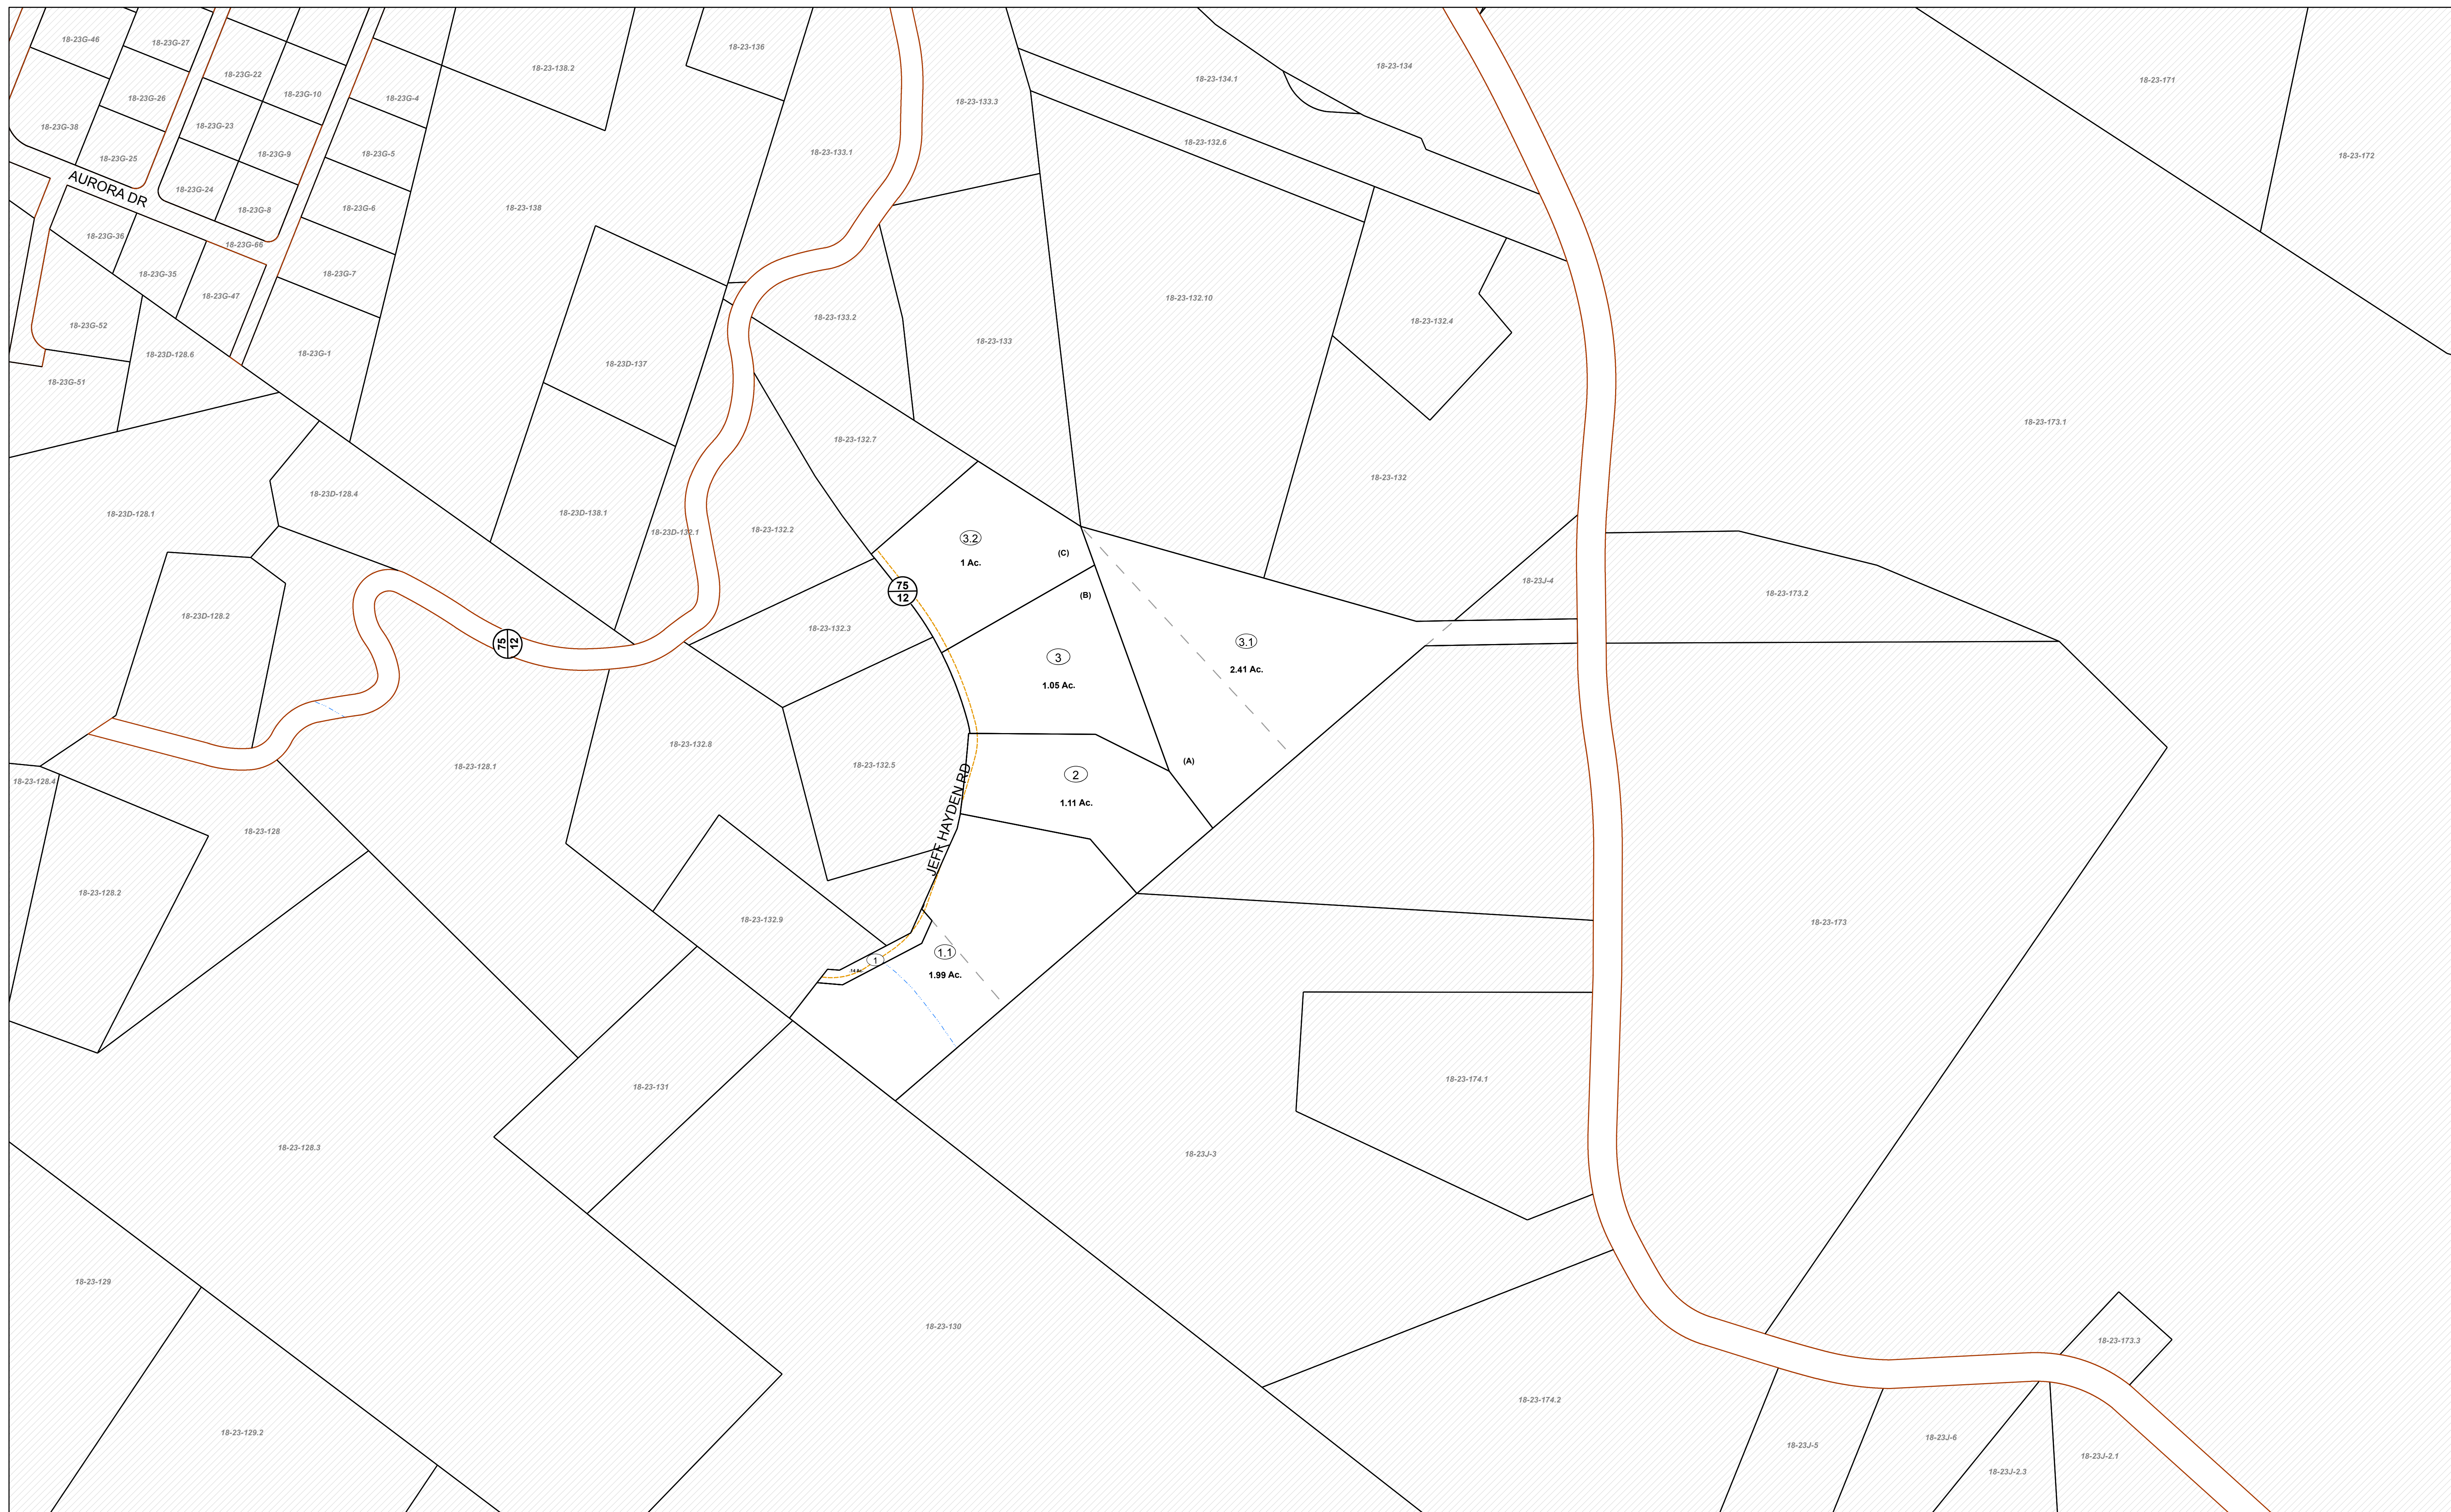 18-23G-46
18-23G-27
18-23-136
18-23-138.2
18-23-134
18-23G-22
18-23-134.1
18-23-171
18-23G-10
18-23G-26
18-23G-4
18-23-133.3
18-23G-38
18-23G-23
18-23-132.6
18-23G-9
18-23G-5
18-23-133.1
18-23-172
18-23G-25
AURORA DR
18-23G-24
18-23G-8
18-23G-6
18-23-138
18-23G-36
18-23G-66
18-23G-35
18-23G-7
18-23G-47
18-23-132.10
18-23G-52
18-23-133.2
18-23-132.4
18-23D-128.6
18-23G-1
18-23-133
18-23D-137
18-23G-51
18-23-173.1
18-23-132.7
18-23-132
18-23D-128.4
18-23D-128.1
18-23D-138.1
18-23D-132.1
18-23-132.2
3.2
(C)
1 Ac.
18-23J-4
75
12
(B)
18-23-173.2
18-23D-128.2
18-23-132.3
75
12
3.1
3
2.41 Ac.
1.05 Ac.
18-23-132.8
(A)
18-23-128.1
18-23-132.5
2
18-23-128.4
1.11 Ac.
JEFF HAYDEN RD
18-23-128
18-23-128.2
18-23-132.9
18-23-173
1.1
1
.14 Ac.
1.99 Ac.
18-23-174.1
18-23-131
18-23-128.3
18-23J-3
18-23-129
18-23-130
18-23-173.3
18-23-174.2
18-23-129.2
18-23J-6
18-23J-5
18-23J-2.1
18-23J-2.3